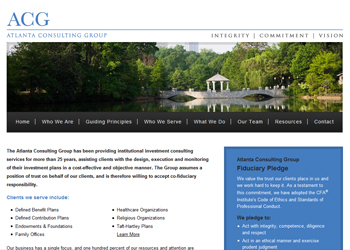 ACG
ATLANTA CONSULTING GROUP
INTEGRITY | COMMITMENT | VISION
Home | Who We Are | Guiding Principles | Who We Serve | What We Do | Our Team | Resources | Contact
The Atlanta Consulting Group has been providing institutional investment consulting
services for more than 25 years, assisting clients with the design, execution and monitoring
of their investment plans in a cost-effective and objective manner. The Group assumes a
position of trust on behalf of our clients, and is therefore willing to accept co-fiduciary
responsibility.
Clients we serve include:
• Defined Benefit Plans
• Defined Contribution Plans
• Endowments & Foundations
• Family Offices
• Healthcare Organizations
• Religious Organizations
• Taft-Hartley Plans
Learn More
Our business has a single focus, and one hundred percent of our resources and attention are
Atlanta Consulting Group
Fiduciary Pledge
We value the trust our clients place in us and
we work hard to keep it. As a testament to
this commitment, we have adopted the CFA®
Institute's Code of Ethics and Standards of
Professional Conduct
We pledge to:
• Act with integrity, competence, diligence
and respect
• Act in an ethical manner and exercise
prudent judgment